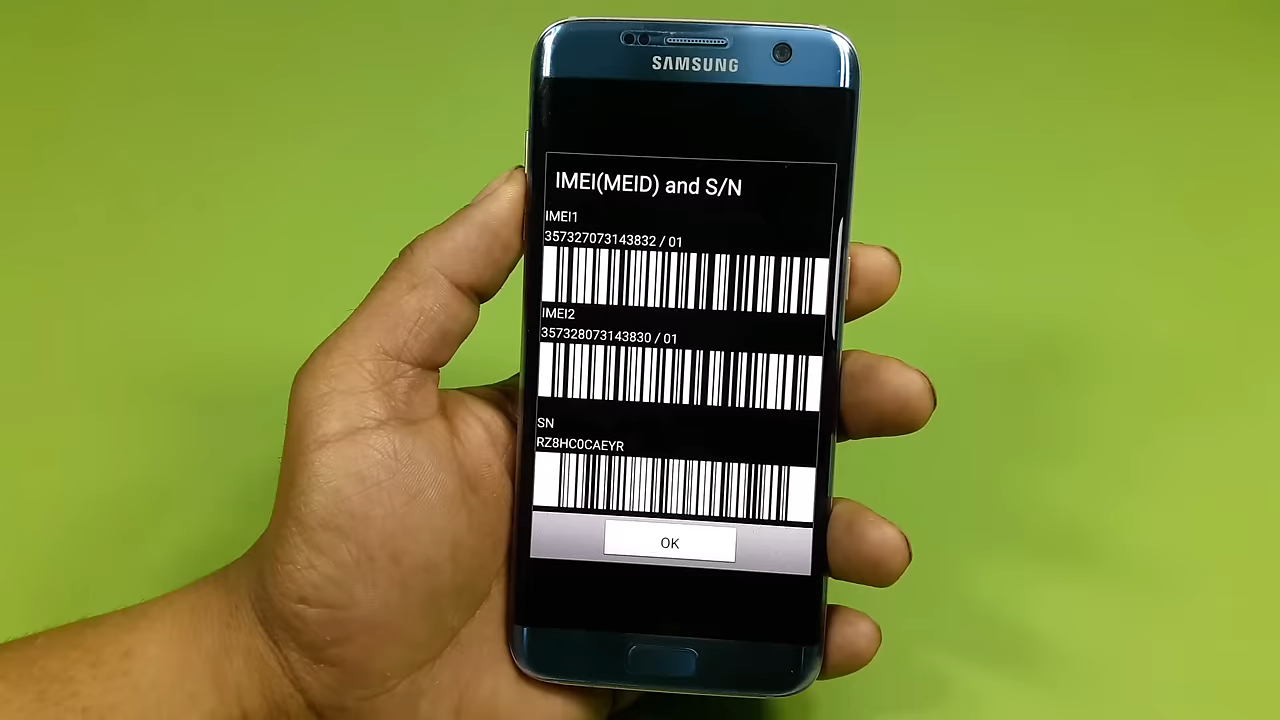 SAMSUNG
IMEI(MEID) and S/N
IMEI1
357327073143832 / 01
IMEI2
357328073143830 / 01
SN
RZ8HC0CAEYR
OK